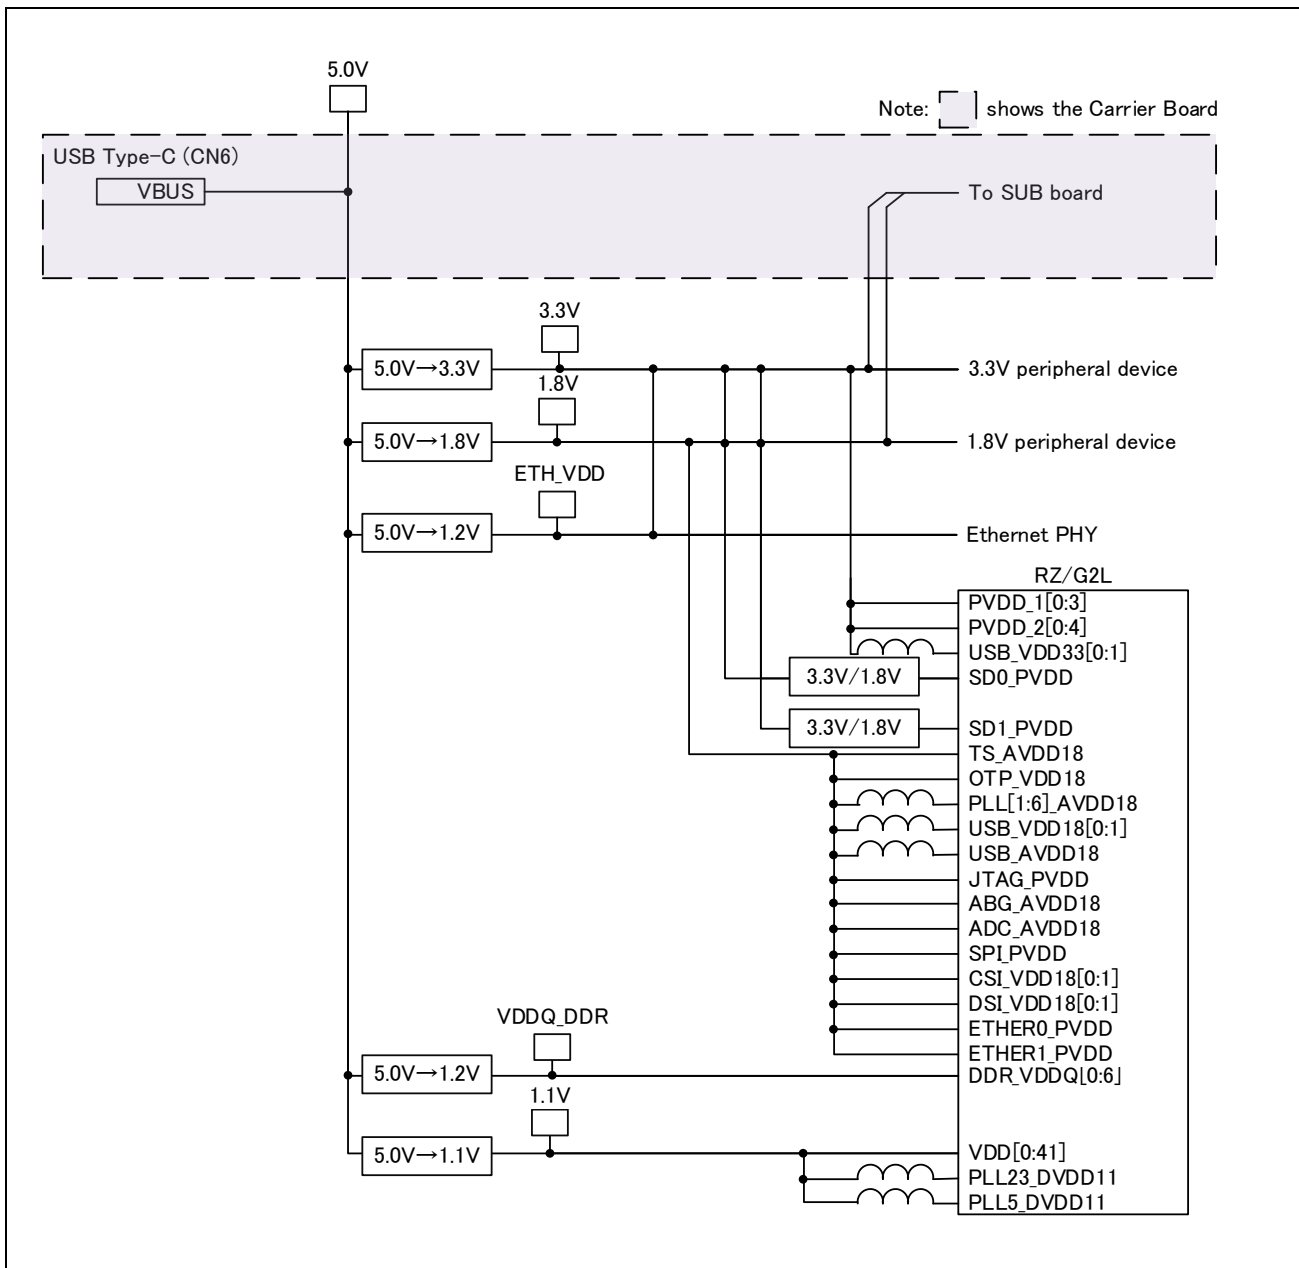 5.0V
Note: shows the Carrier Board
USB Type-C (CN6)
VBUS
To SUB board
3.3V
5.0V→3.3V
3.3V peripheral device
1.8V
5.0V→1.8V
1.8V peripheral device
ETH_VDD
5.0V→1.2V
Ethernet PHY
RZ/G2L
PVDD_1[0:3]
PVDD_2[0:4]
USB_VDD33[0:1]
3.3V/1.8V
SD0_PVDD
3.3V/1.8V
SD1_PVDD
TS_AVDD18
OTP_VDD18
PLL[1:6]_AVDD18
USB_VDD18[0:1]
USB_AVDD18
JTAG_PVDD
ABG_AVDD18
ADC_AVDD18
SPI_PVDD
CSI_VDD18[0:1]
DSI_VDD18[0:1]
VDDQ_DDR
ETHER0_PVDD
ETHER1_PVDD
5.0V→1.2V
DDR_VDDQ[0:6]
1.1V
5.0V→1.1V
VDD[0:41]
PLL23_DVDD11
PLL5_DVDD11